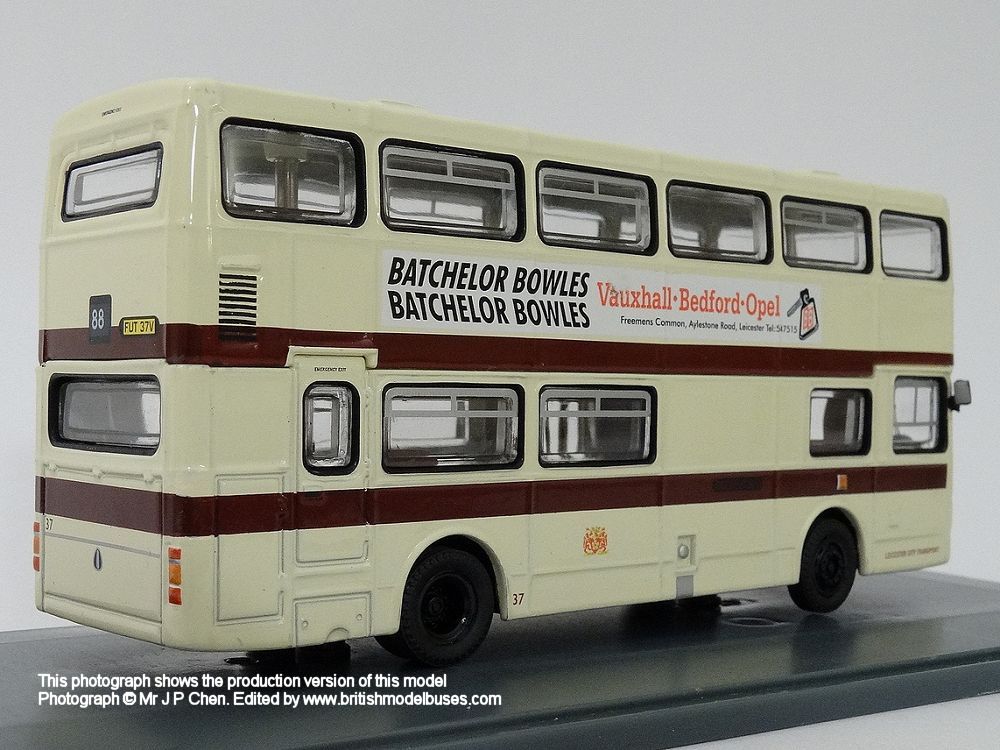 EMERGENCY EXIT
BATCHELOR BOWLES
BATCHELOR BOWLES
Vauxhall·Bedford·Opel
Freemens Common, Aylestone Road, Leicester Tel: 547515
88
FUT 37V
EMERGENCY EXIT
37
37
LEICESTER CITY TRANSPORT
This photograph shows the production version of this model
Photograph © Mr J P Chen. Edited by www.britishmodelbuses.com